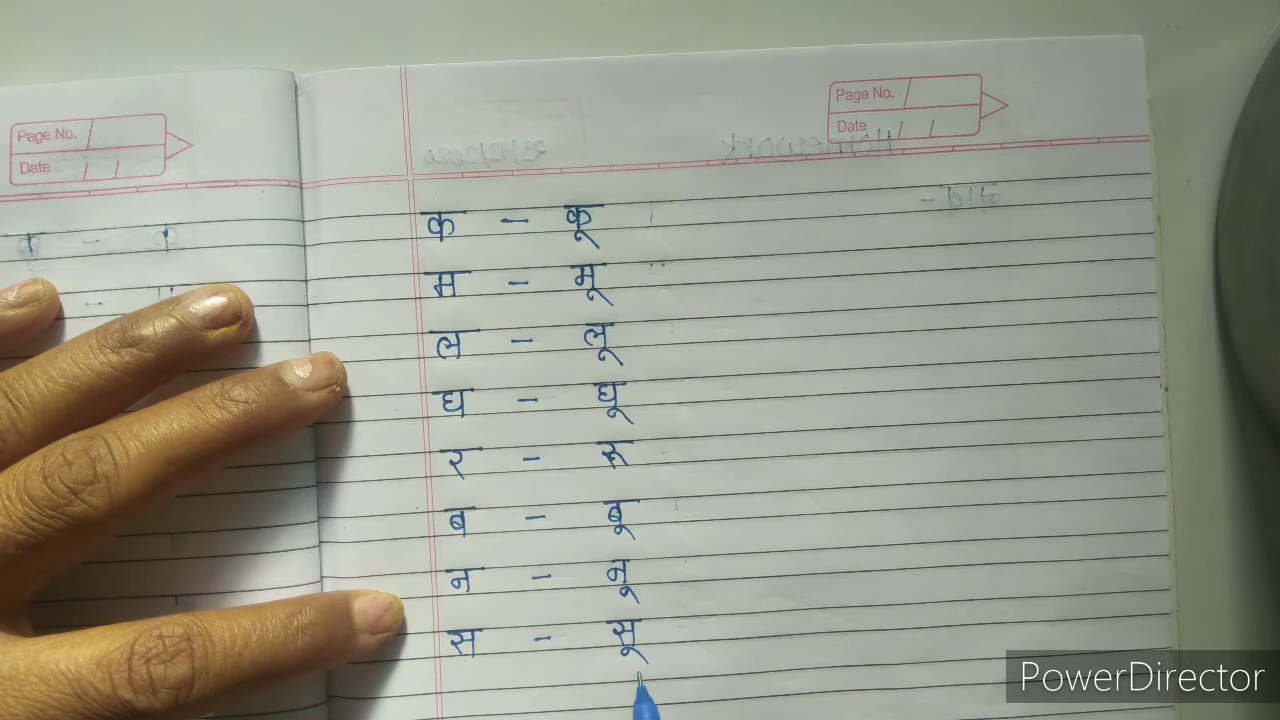 Page No.
Date
Page No.
Date
क - कू
म - मू
ल - लू
घ - घू
र - रू
ब - बू
न - नू
स - सू
PowerDirector